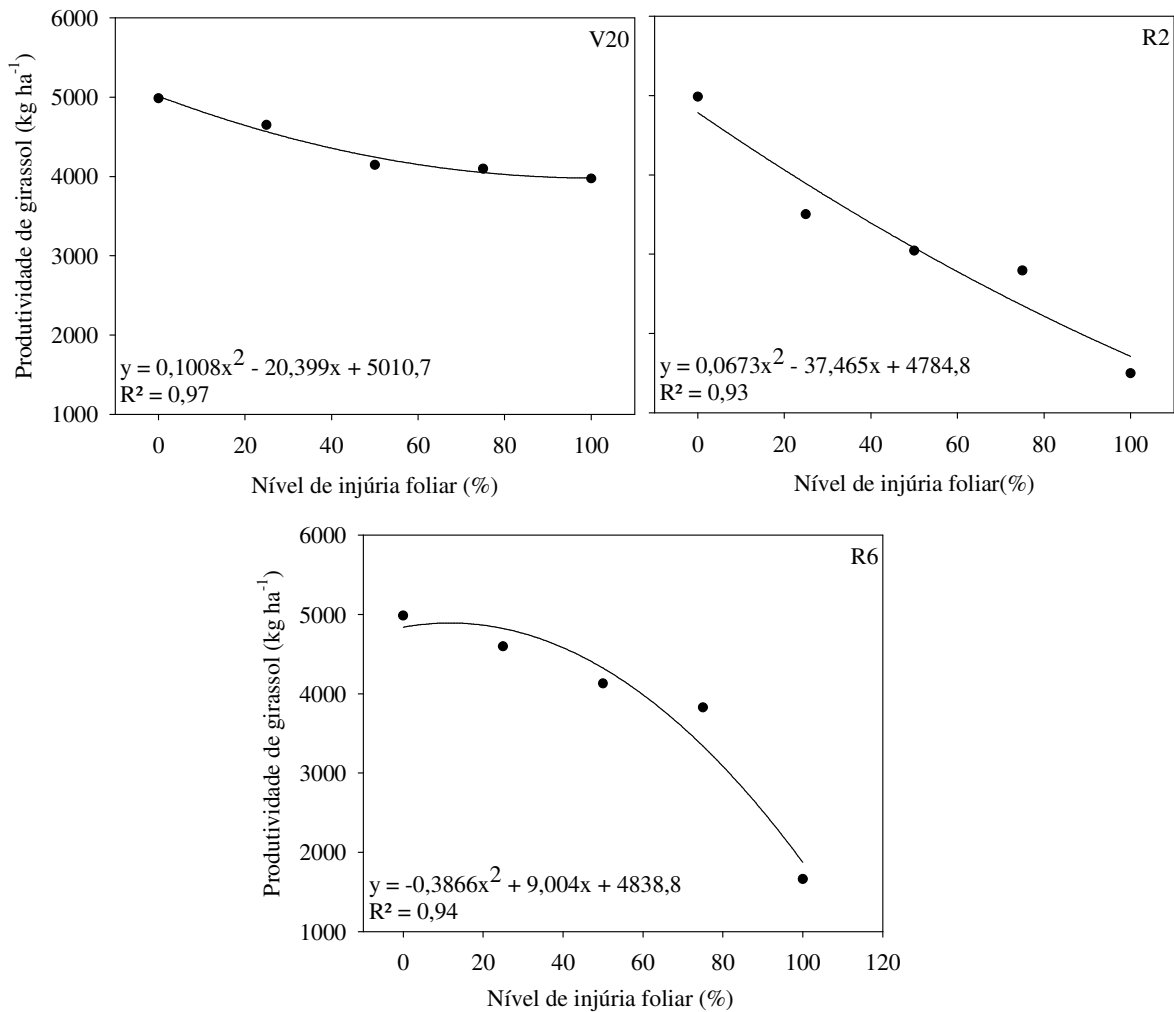 6000
5000
4000
3000
2000
1000
Produtividade de girassol (kg ha⁻¹)
V20
y = 0,1008x² - 20,399x + 5010,7
R² = 0,97
0 20 40 60 80 100
Nível de injúria foliar (%)
R2
y = 0,0673x² - 37,465x + 4784,8
R² = 0,93
0 20 40 60 80 100
Nível de injúria foliar(%)
6000
5000
4000
3000
2000
1000
Produtividade de girassol (kg ha⁻¹)
R6
y = -0,3866x² + 9,004x + 4838,8
R² = 0,94
0 20 40 60 80 100 120
Nível de injúria foliar (%)